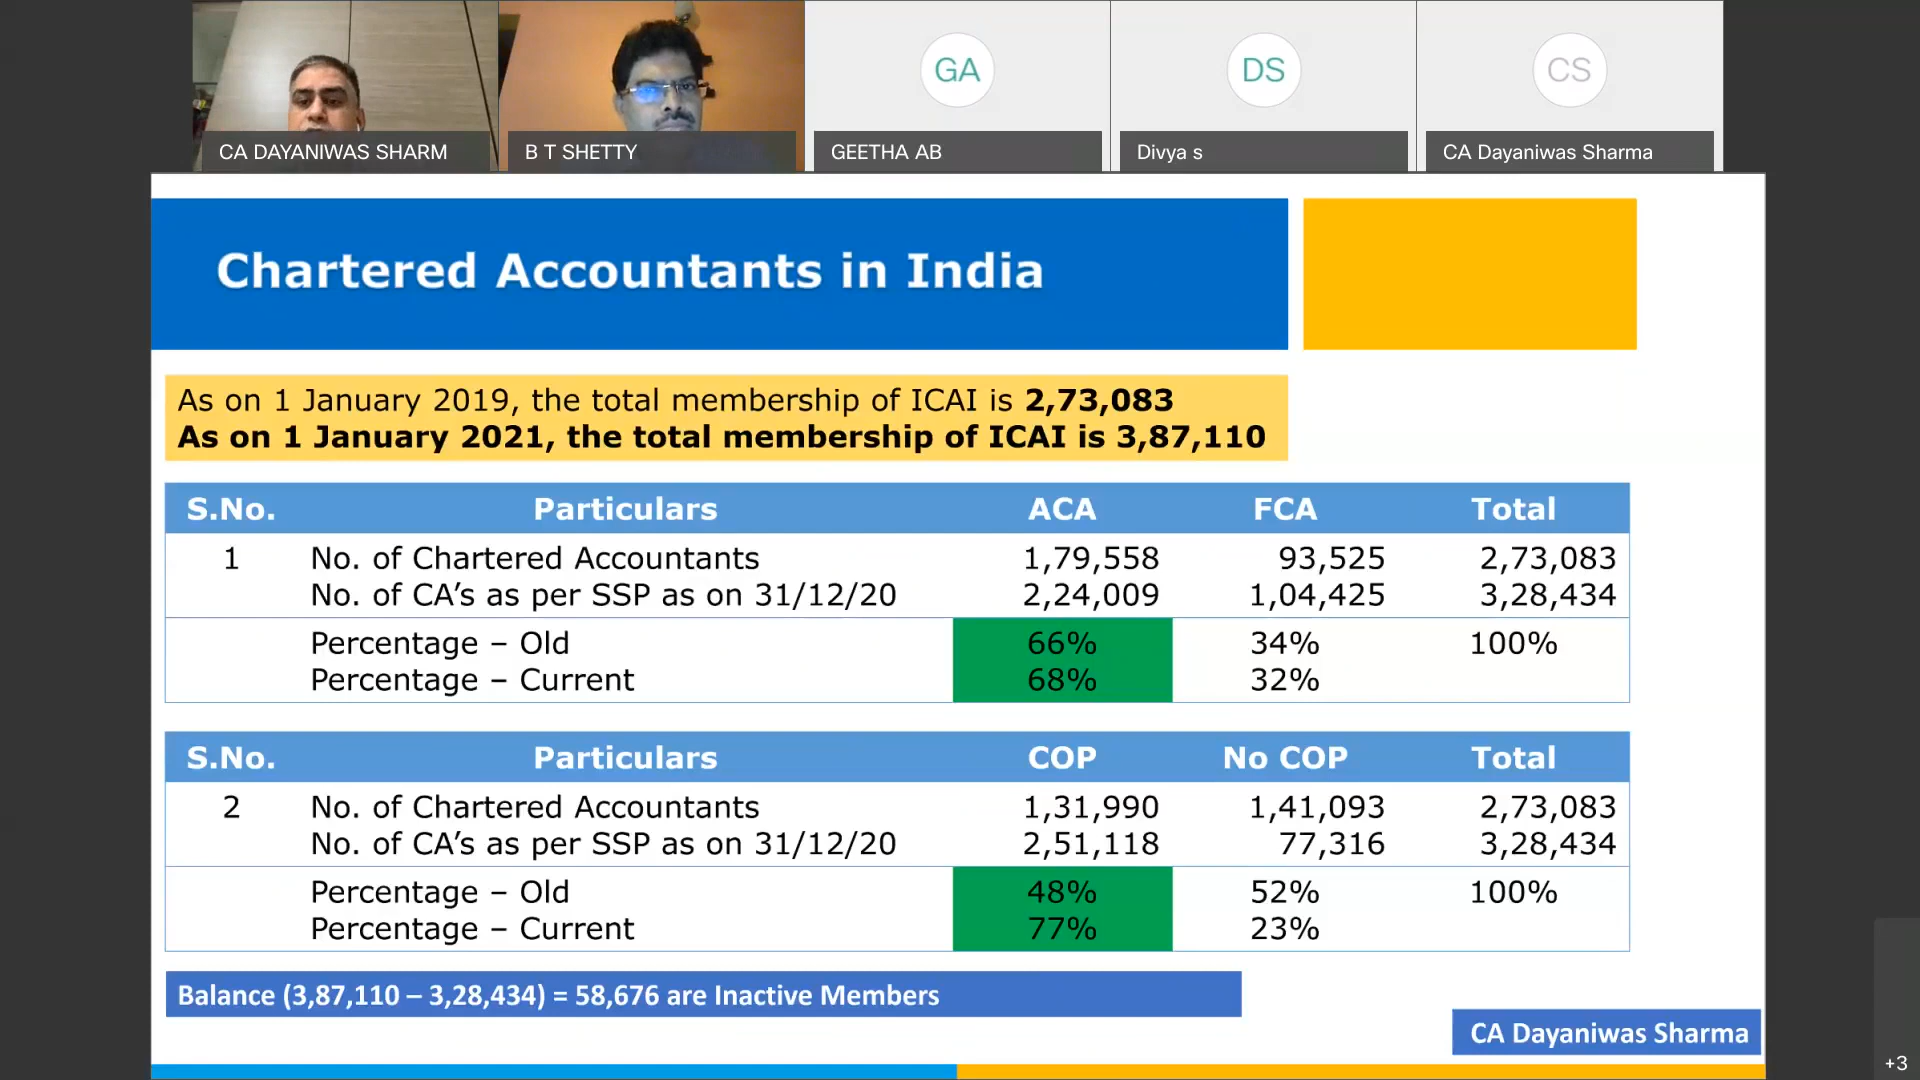 CA DAYANIWAS SHARM
B T SHETTY
GA
GEETHA AB
DS
Divya s
CS
CA Dayaniwas Sharma
Chartered Accountants in India
As on 1 January 2019, the total membership of ICAI is 2,73,083
As on 1 January 2021, the total membership of ICAI is 3,87,110
S.No. Particulars ACA FCA Total
1 No. of Chartered Accountants 1,79,558 93,525 2,73,083
No. of CA’s as per SSP as on 31/12/20 2,24,009 1,04,425 3,28,434
Percentage – Old 66% 34% 100%
Percentage – Current 68% 32%
S.No. Particulars COP No COP Total
2 No. of Chartered Accountants 1,31,990 1,41,093 2,73,083
No. of CA’s as per SSP as on 31/12/20 2,51,118 77,316 3,28,434
Percentage – Old 48% 52% 100%
Percentage – Current 77% 23%
Balance (3,87,110 – 3,28,434) = 58,676 are Inactive Members
CA Dayaniwas Sharma
+3